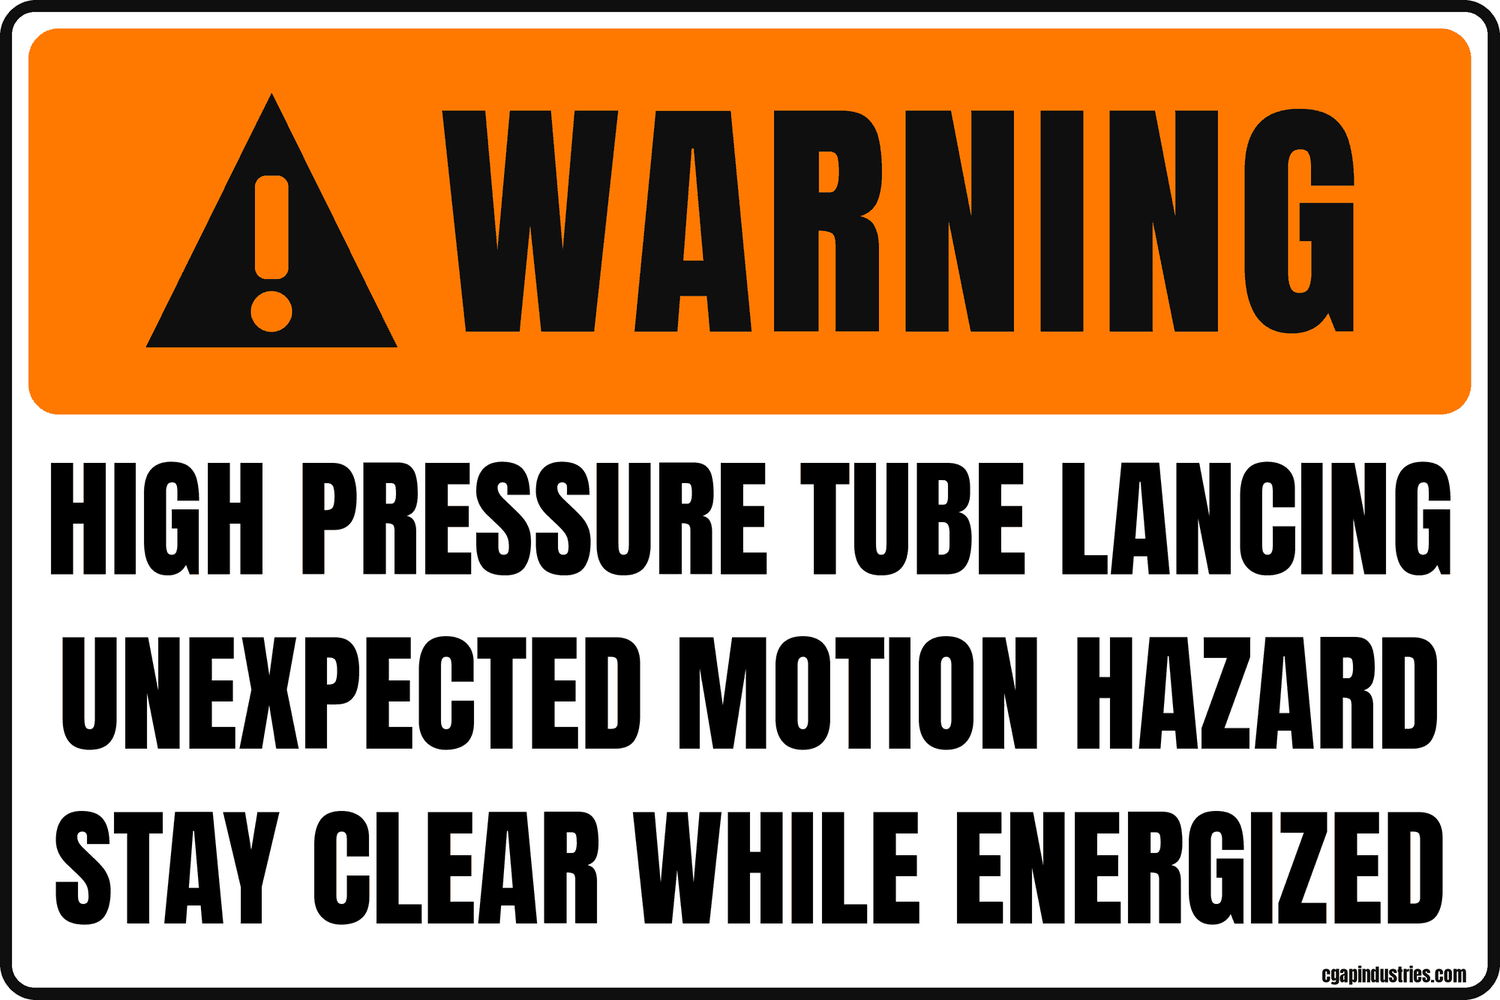 WARNING
HIGH PRESSURE TUBE LANCING
UNEXPECTED MOTION HAZARD
STAY CLEAR WHILE ENERGIZED
cgapindustries.com